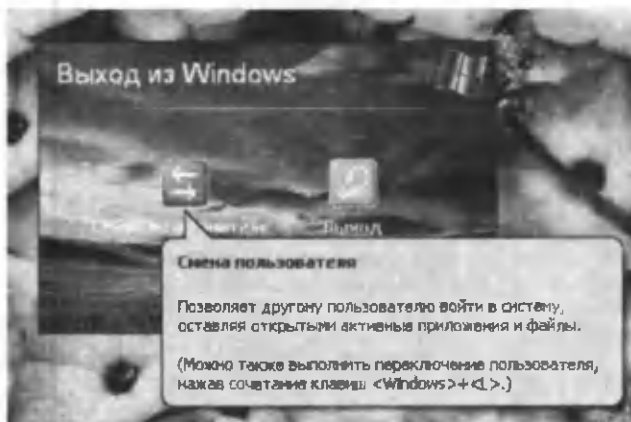 Выход из Windows
Выход
Смена пользователя
Позволяет другому пользователю войти в систему,
оставляя открытыми активные приложения и файлы.
(Можно также выполнить переключение пользователя,
нажав сочетание клавиш <Windows>+<L>.)